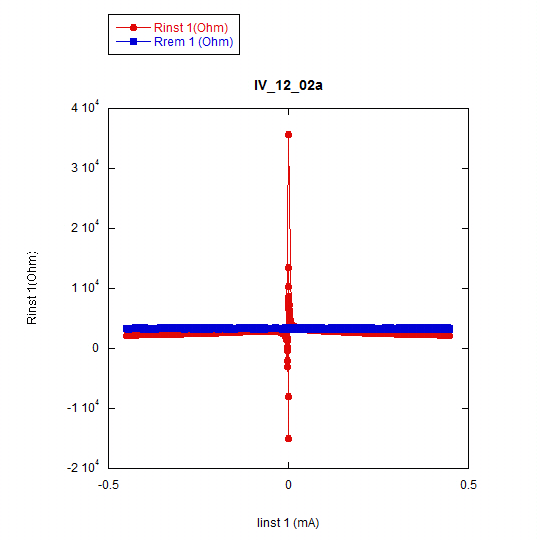 Rinst 1(Ohm)
Rrem 1 (Ohm)
IV_12_02a
4 10⁴
3 10⁴
2 10⁴
1 10⁴
0
-1 10⁴
-2 10⁴
Rinst 1(Ohm)
-0.5
0
0.5
Iinst 1 (mA)